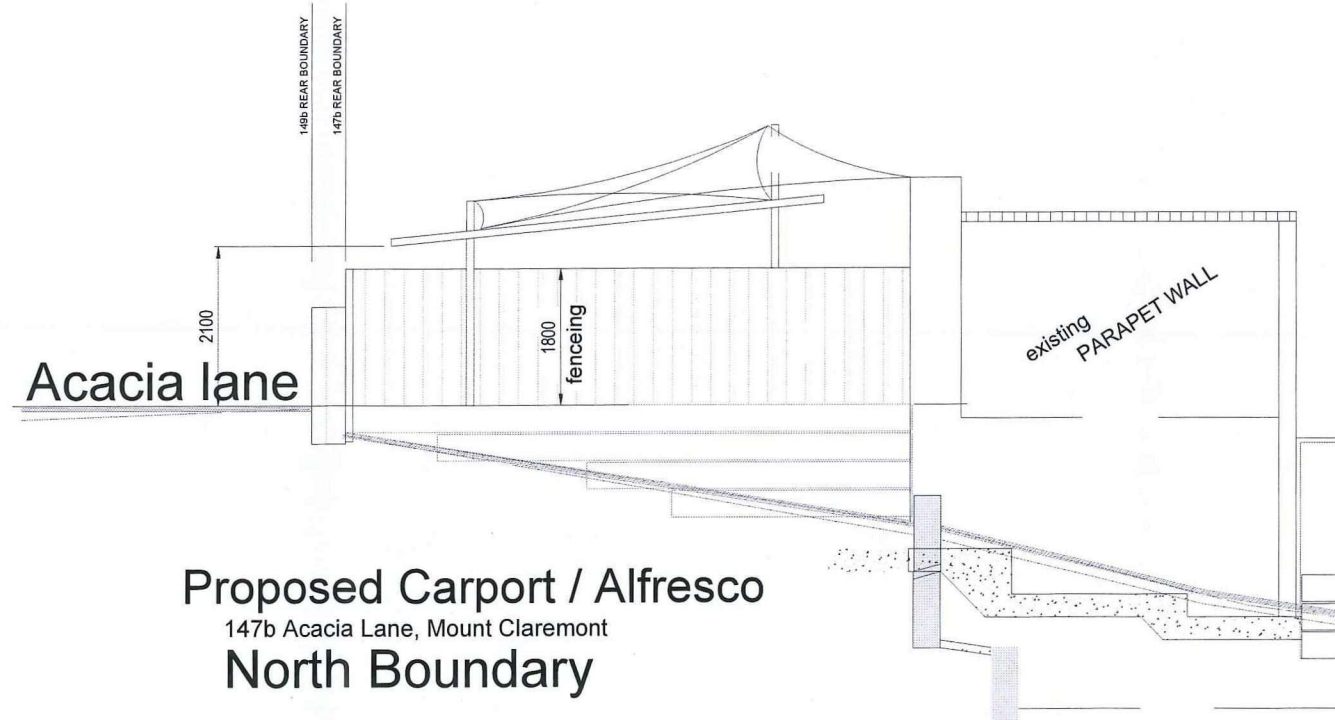 149b REAR BOUNDARY
147b REAR BOUNDARY
2100
1800
fenceing
existing
PARAPET WALL
Acacia lane
Proposed Carport / Alfresco
147b Acacia Lane, Mount Claremont
North Boundary